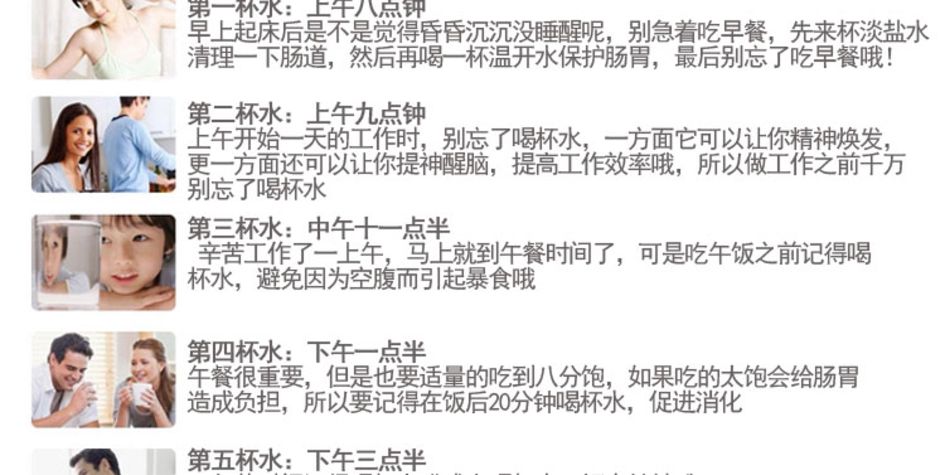 第一杯水：上午八点钟
早上起床后是不是觉得昏昏沉沉没睡醒呢，别急着吃早餐，先来杯淡盐水
清理一下肠道，然后再喝一杯温开水保护肠胃，最后别忘了吃早餐哦！
第二杯水：上午九点钟
上午开始一天的工作时，别忘了喝杯水，一方面它可以让你精神焕发，
更一方面还可以让你提神醒脑，提高工作效率哦，所以做工作之前千万
别忘了喝杯水
第三杯水：中午十一点半
辛苦工作了一上午，马上就到午餐时间了，可是吃午饭之前记得喝
杯水，避免因为空腹而引起暴食哦
第四杯水：下午一点半
午餐很重要，但是也要适量的吃到八分饱，如果吃的太饱会给肠胃
造成负担，所以要记得在饭后20分钟喝杯水，促进消化
第五杯水：下午三点半